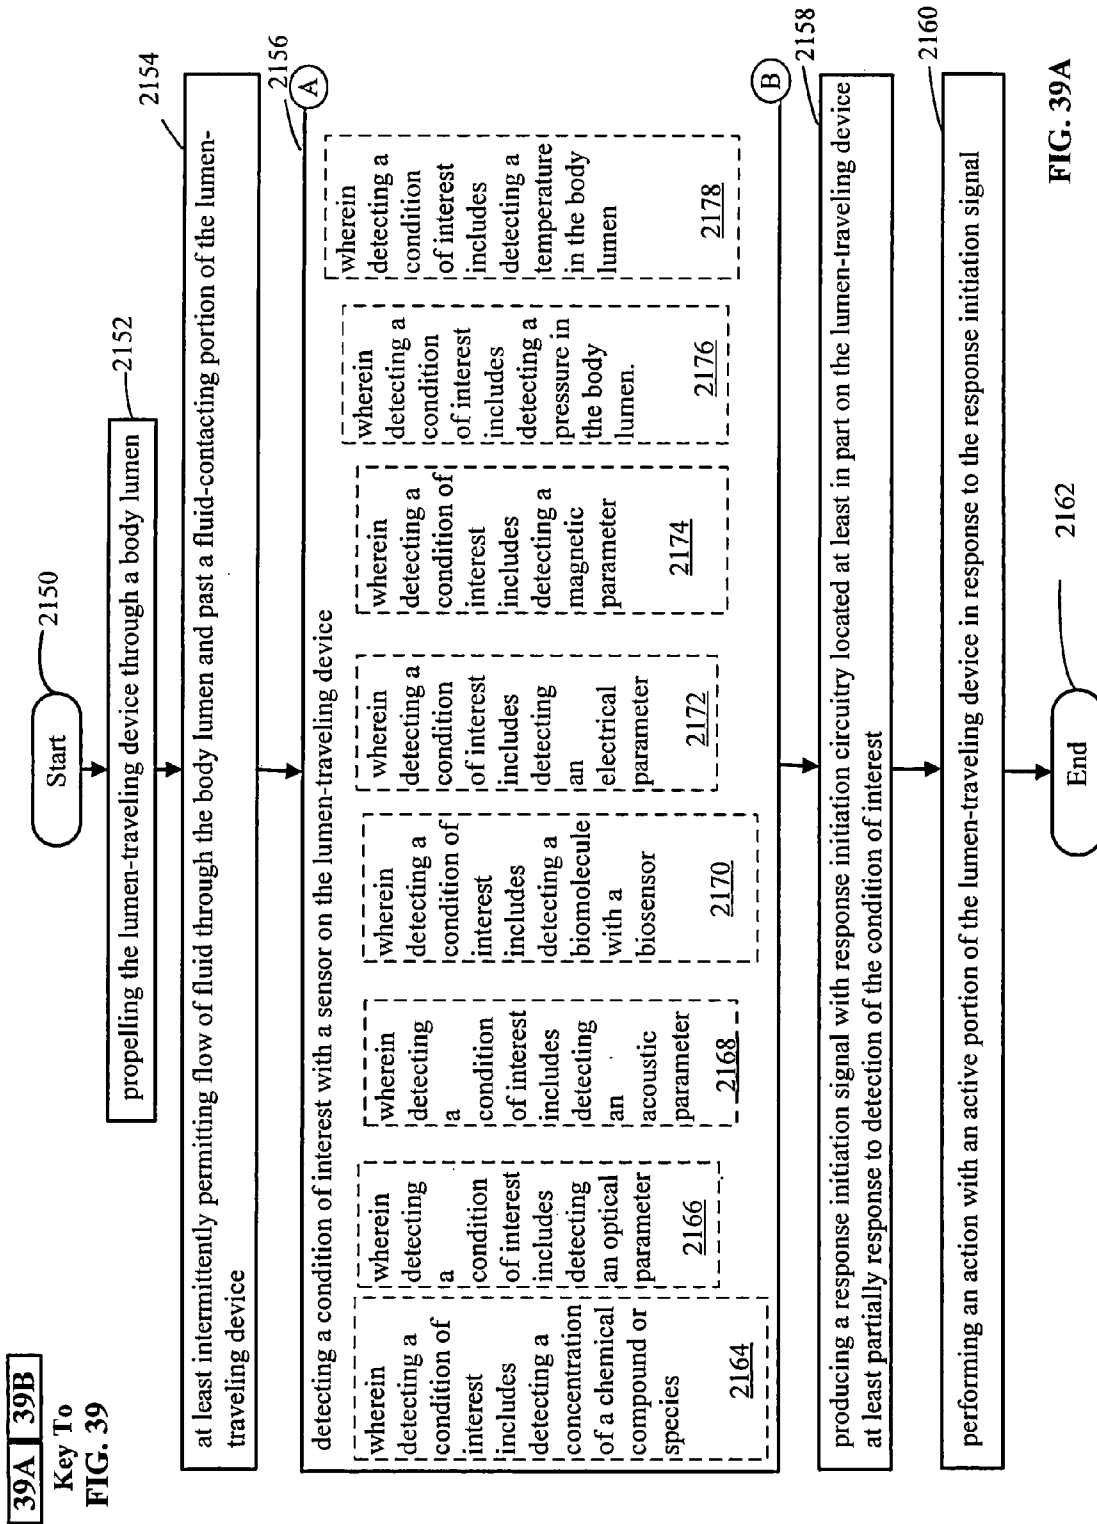 39A 39B
Key To
FIG. 39
Start
2150
propelling the lumen-traveling device through a body lumen
2152
at least intermittently permitting flow of fluid through the body lumen and past a fluid-contacting portion of the lumen-
traveling device
2154
detecting a condition of interest with a sensor on the lumen-traveling device
2156
A
wherein
detecting a
condition of
interest
includes
detecting a
concentration
of a chemical
compound or
species
2164
wherein
detecting
a
condition
of interest
includes
detecting
an optical
parameter
2166
wherein
detecting
a
condition
of interest
includes
detecting
an
acoustic
parameter
2168
wherein
detecting a
condition of
interest
includes
detecting a
biomolecule
with a
biosensor
2170
wherein
detecting a
condition
of interest
includes
detecting
an
electrical
parameter
2172
wherein
detecting a
condition of
interest
includes
detecting a
magnetic
parameter
2174
wherein
detecting a
condition
of interest
includes
detecting a
pressure in
the body
lumen.
2176
wherein
detecting a
condition
of interest
includes
detecting a
temperature
in the body
lumen
2178
B
producing a response initiation signal with response initiation circuitry located at least in part on the lumen-traveling device
at least partially response to detection of the condition of interest
2158
performing an action with an active portion of the lumen-traveling device in response to the response initiation signal
2160
End
2162
FIG. 39A